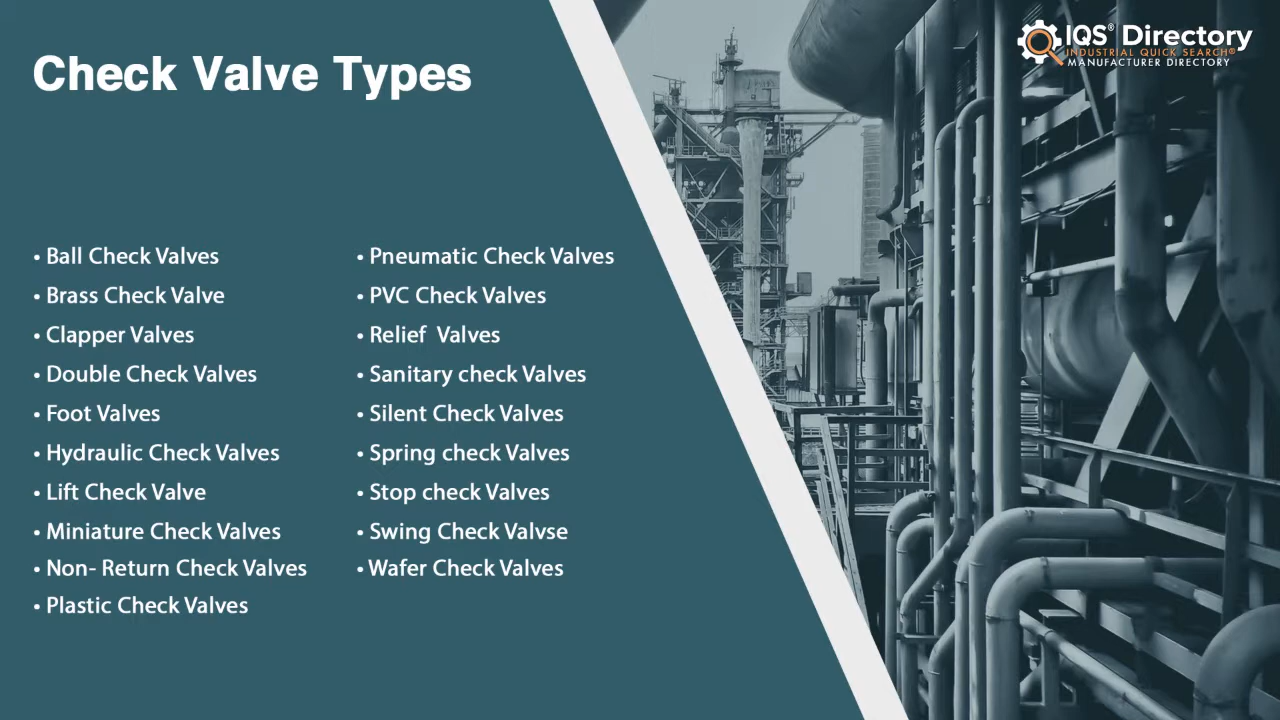 Check Valve Types
• Ball Check Valves
• Brass Check Valve
• Clapper Valves
• Double Check Valves
• Foot Valves
• Hydraulic Check Valves
• Lift Check Valve
• Miniature Check Valves
• Non- Return Check Valves
• Plastic Check Valves
• Pneumatic Check Valves
• PVC Check Valves
• Relief  Valves
• Sanitary check Valves
• Silent Check Valves
• Spring check Valves
• Stop check Valves
• Swing Check Valvse
• Wafer Check Valves
IQS® Directory
INDUSTRIAL QUICK SEARCH®
MANUFACTURER DIRECTORY